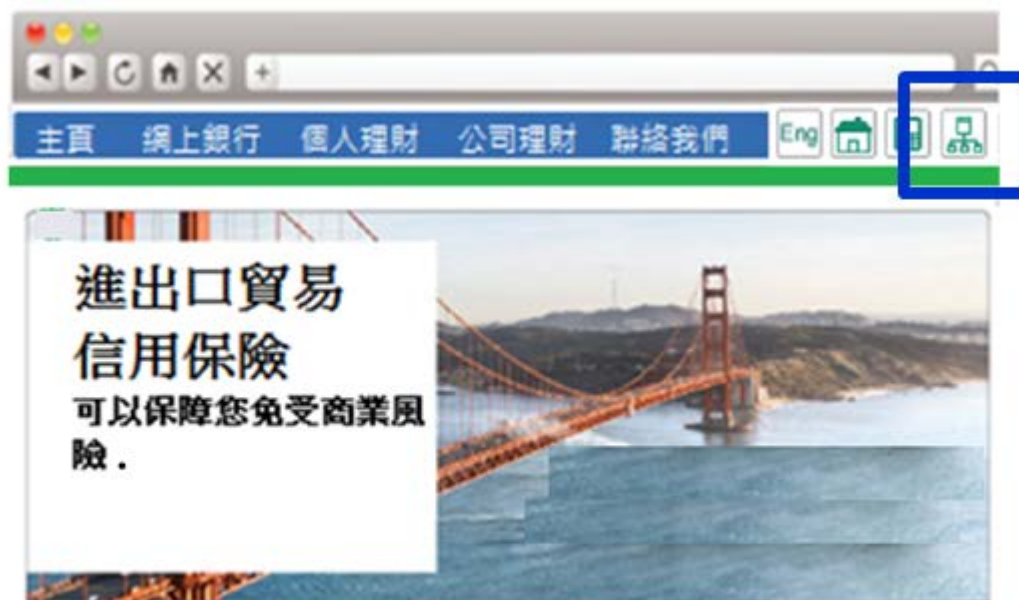 主頁 網上銀行 個人理財 公司理財 聯絡我們 Eng
進出口貿易
信用保險
可以保障您免受商業風
險．